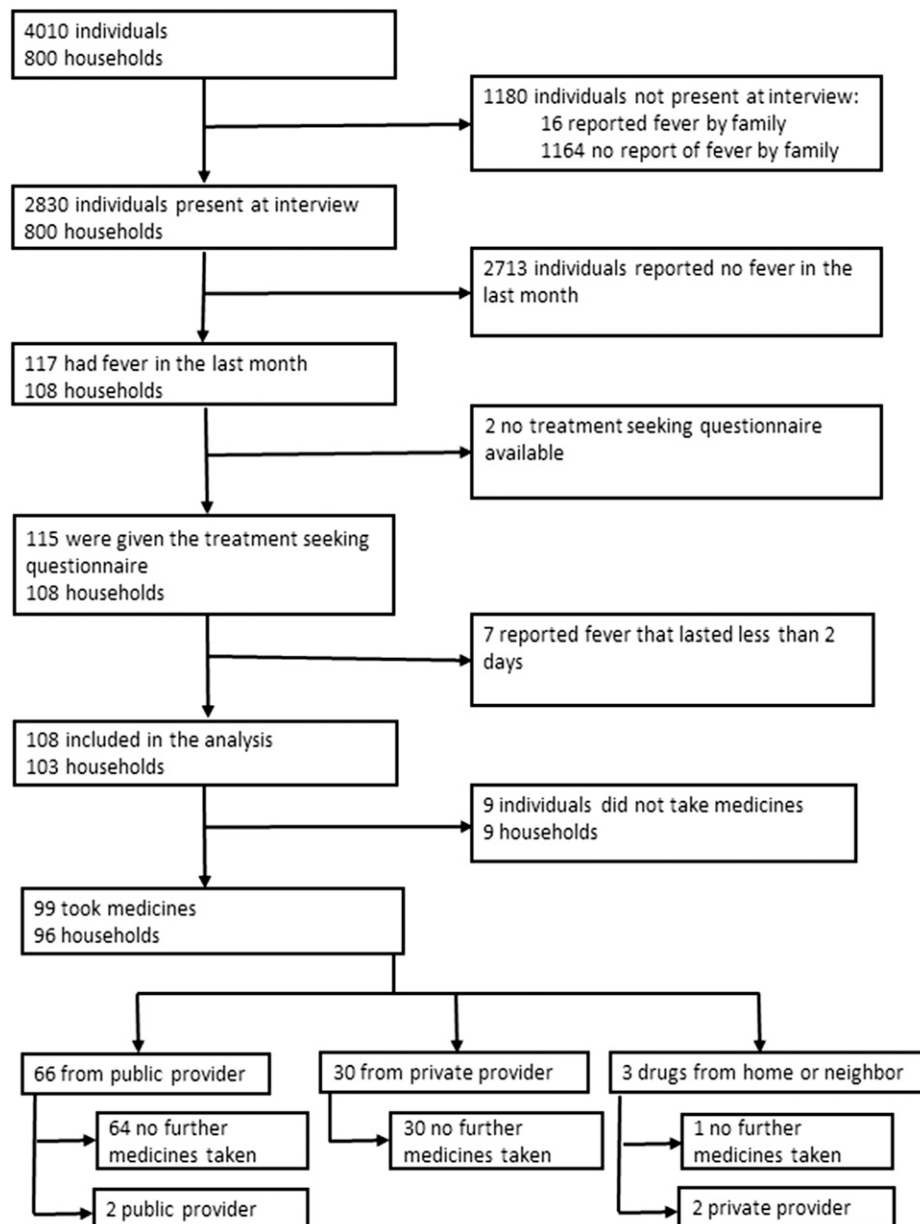 4010 individuals
800 households
1180 individuals not present at interview:
16 reported fever by family
1164 no report of fever by family
2830 individuals present at interview
800 households
2713 individuals reported no fever in the
last month
117 had fever in the last month
108 households
2 no treatment seeking questionnaire
available
115 were given the treatment seeking
questionnaire
108 households
7 reported fever that lasted less than 2
days
108 included in the analysis
103 households
9 individuals did not take medicines
9 households
99 took medicines
96 households
66 from public provider
30 from private provider
3 drugs from home or neighbor
64 no further
medicines taken
30 no further
medicines taken
1 no further
medicines taken
2 public provider
2 private provider